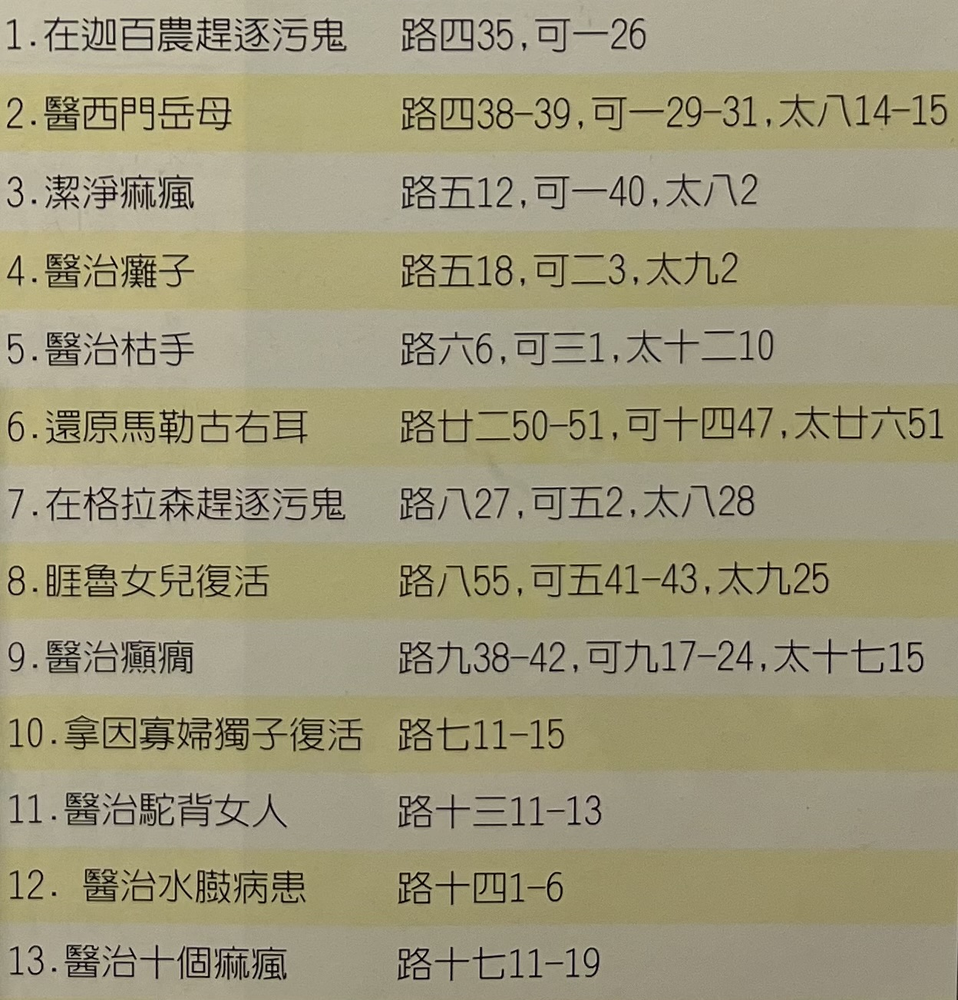 1.在迦百農趕逐污鬼 路四35,可一26
2.醫西門岳母 路四38-39,可一29-31,太八14-15
3.潔淨痲瘋 路五12,可一40,太八2
4.醫治癱子 路五18,可二3,太九2
5.醫治枯手 路六6,可三1,太十二10
6.還原馬勒古右耳 路廿二50-51,可十四47,太廿六51
7.在格拉森趕逐污鬼 路八27,可五2,太八28
8.睚魯女兒復活 路八55,可五41-43,太九25
9.醫治癲癇 路九38-42,可九17-24,太十七15
10.拿因寡婦獨子復活 路七11-15
11.醫治駝背女人 路十三11-13
12. 醫治水臌病患 路十四1-6
13.醫治十個痲瘋 路十七11-19